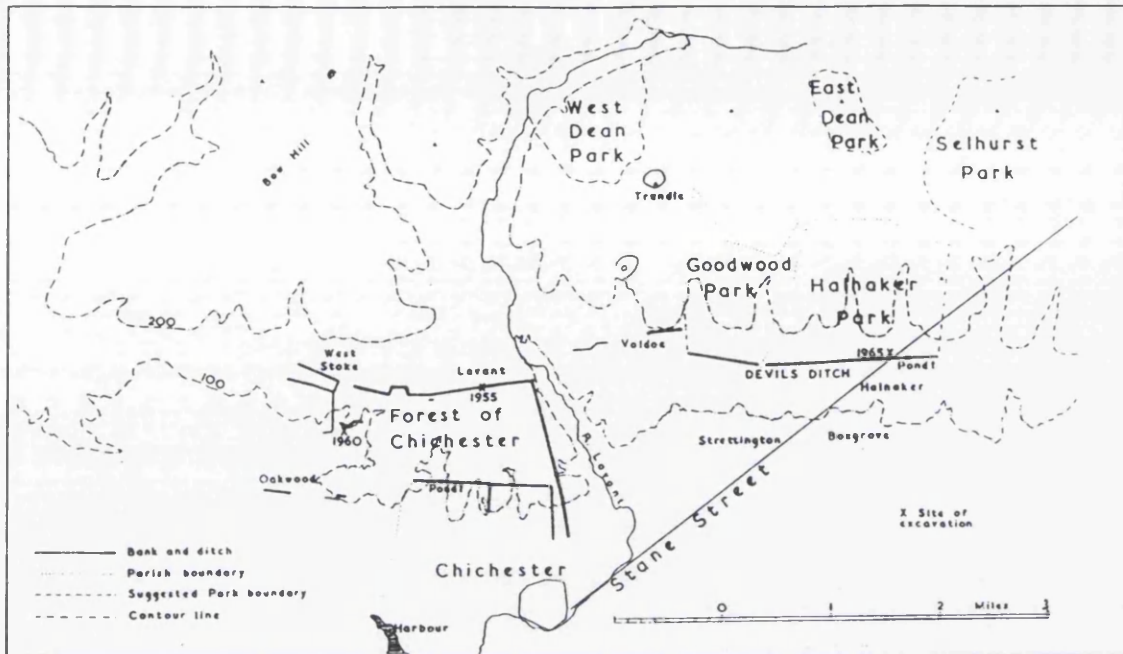 West
Dean
Park
East
Dean
Park
Selhurst
Park
Bow Hill
Trundle
Goodwood
Park
Halnaker
Park
200
100
West
Stoke
Lavant
1955
Valdoe
1965 X
Pond?
DEVILS DITCH
Halnaker
Forest of
Chichester
1960
R. Lavant
Strettington
Boxgrove
Oakwood
Pond?
Stane Street
X Site of
excavation
Bank and ditch
Parish boundary
Suggested Park boundary
Contour line
Chichester
Harbour
0 1 2 Miles 3